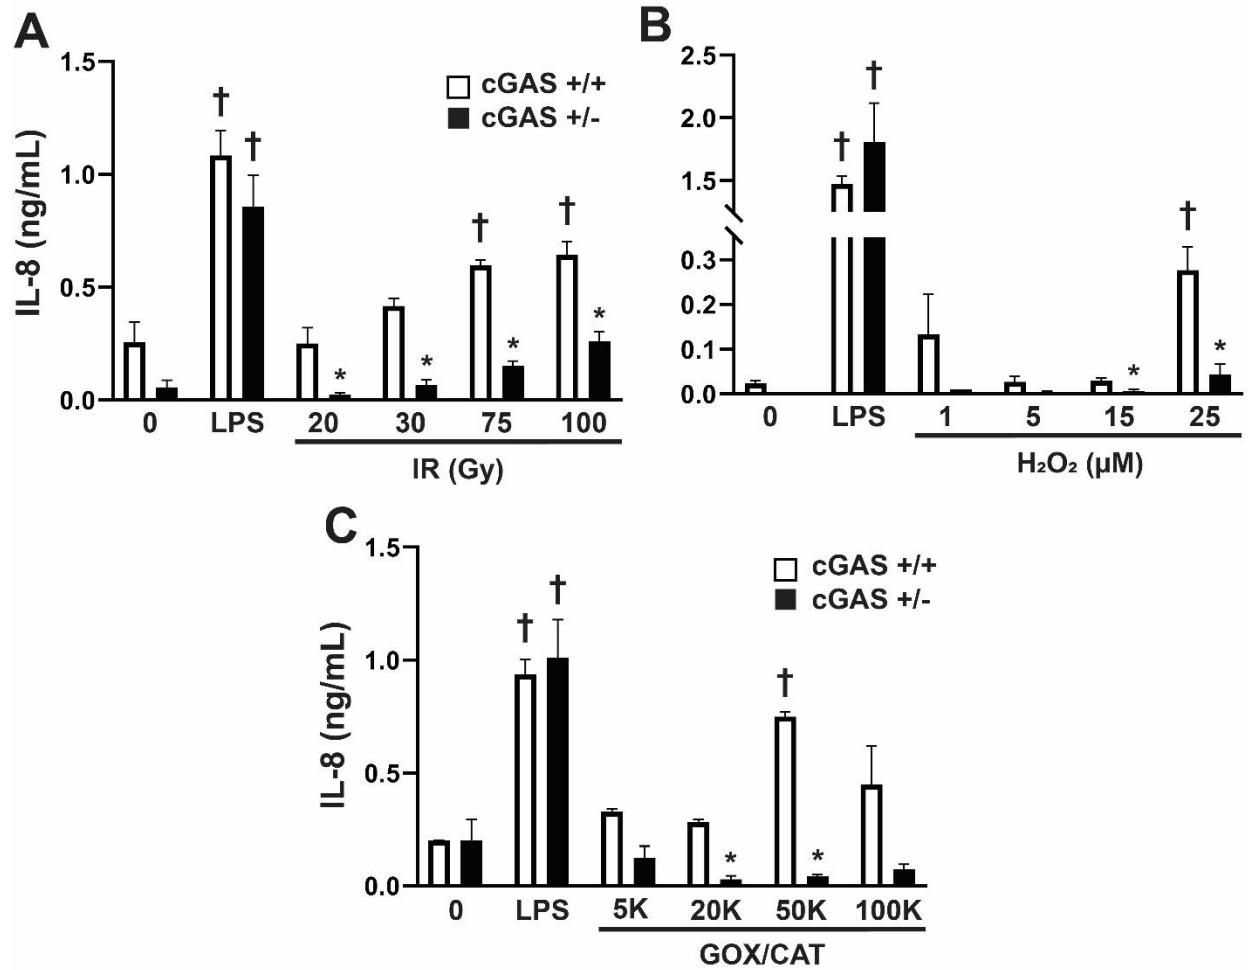 A
IL-8 (ng/mL)
1.5
1.0
0.5
0.0
cGAS +/+
cGAS +/-
† † † †
* * * *
0 LPS 20 30 75 100
IR (Gy)
B
2.5
2.0
1.5
0.3
0.2
0.1
0.0
† † †
* *
0 LPS 1 5 15 25
H₂O₂ (µM)
C
IL-8 (ng/mL)
1.5
1.0
0.5
0.0
cGAS +/+
cGAS +/-
† † †
* *
0 LPS 5K 20K 50K 100K
GOX/CAT